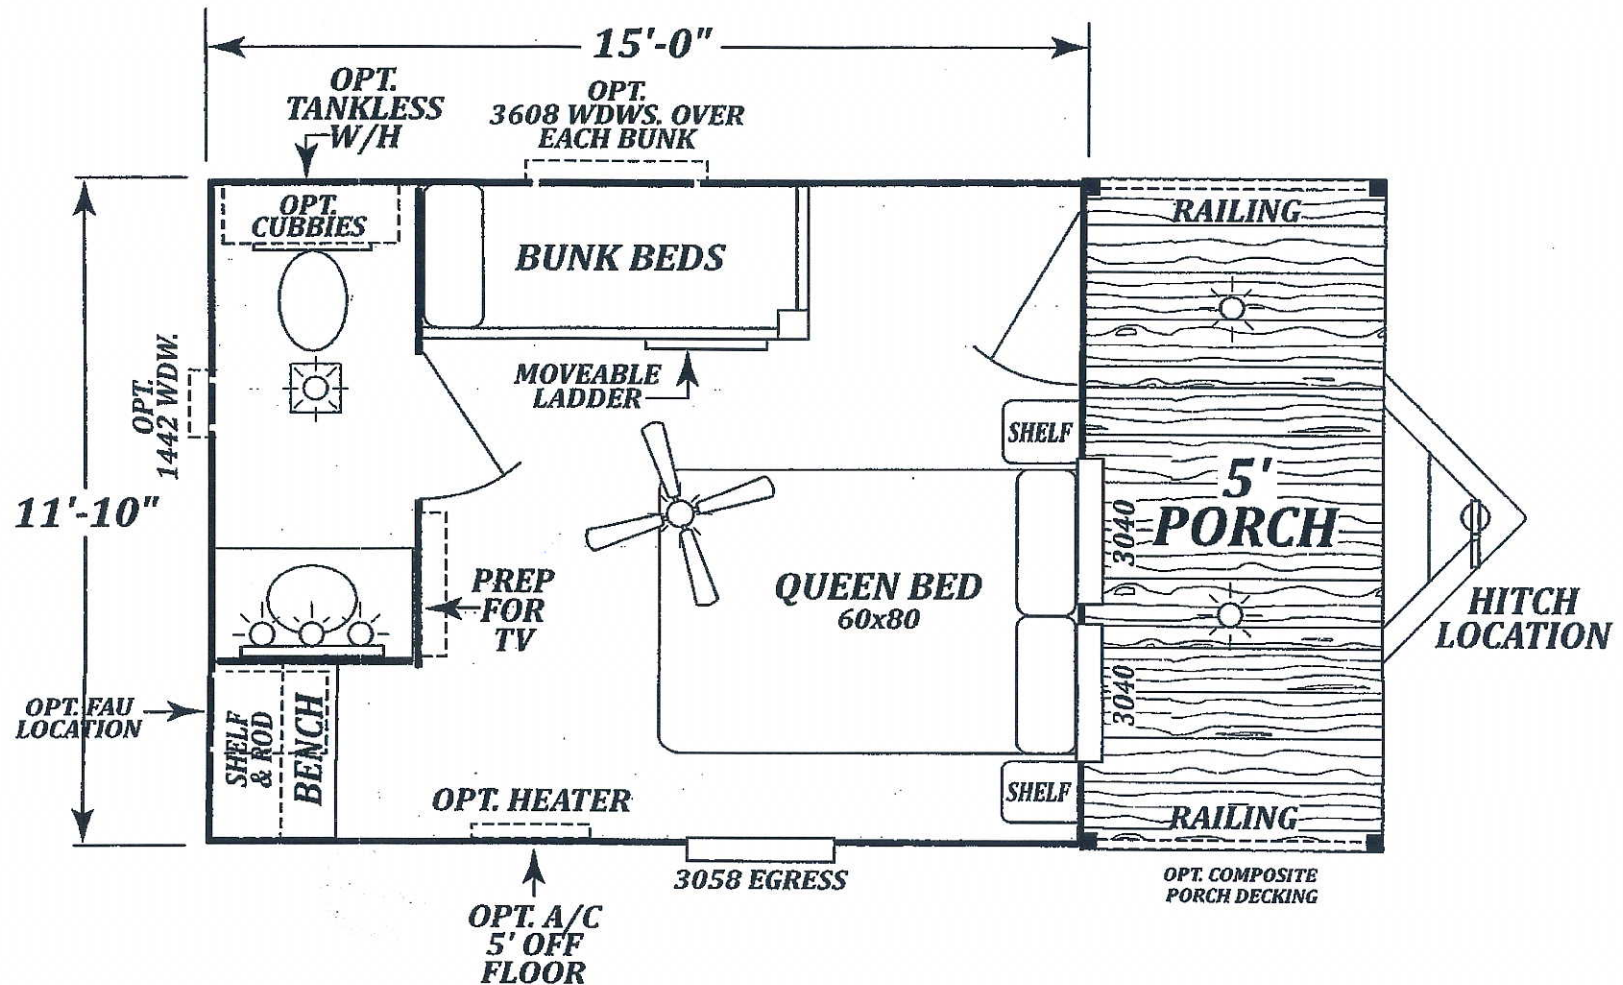 15'-0"
OPT.
TANKLESS
W/H
OPT.
3608 WDWS. OVER
EACH BUNK
OPT.
CUBBIES
BUNK BEDS
RAILING
MOVEABLE
LADDER
OPT.
1442 WDW.
SHELF
11'-10"
5'
PORCH
3040
QUEEN BED
60x80
PREP
FOR
TV
HITCH
LOCATION
3040
OPT. FAU
LOCATION
SHELF
& ROD
BENCH
OPT. HEATER
SHELF
RAILING
3058 EGRESS
OPT. COMPOSITE
PORCH DECKING
OPT. A/C
5' OFF
FLOOR